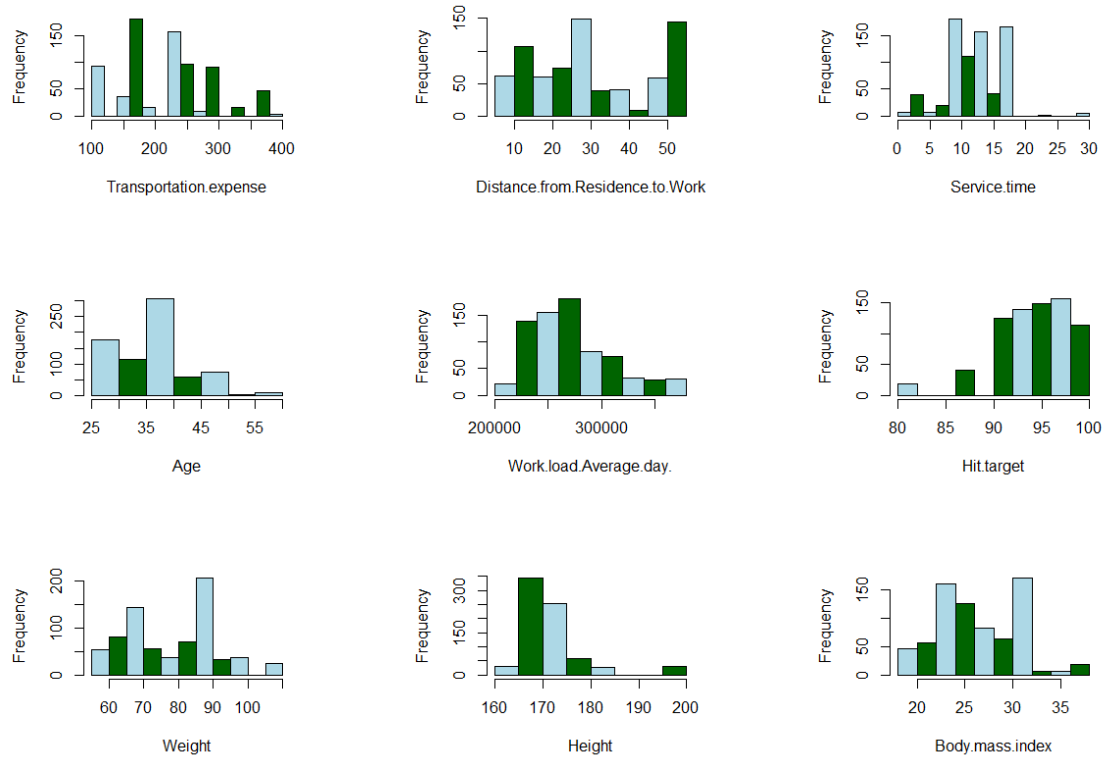 Frequency
0 50 150
100 200 300 400
Transportation.expense
Frequency
0 50 150
10 20 30 40 50
Distance.from.Residence.to.Work
Frequency
0 50 150
0 5 10 15 20 25 30
Service.time
Frequency
0 100 250
25 35 45 55
Age
Frequency
0 50 150
200000 300000
Work.load.Average.day.
Frequency
0 50 150
80 85 90 95 100
Hit.target
Frequency
0 100 200
60 70 80 90 100
Weight
Frequency
0 150 300
160 170 180 190 200
Height
Frequency
0 50 150
20 25 30 35
Body.mass.index